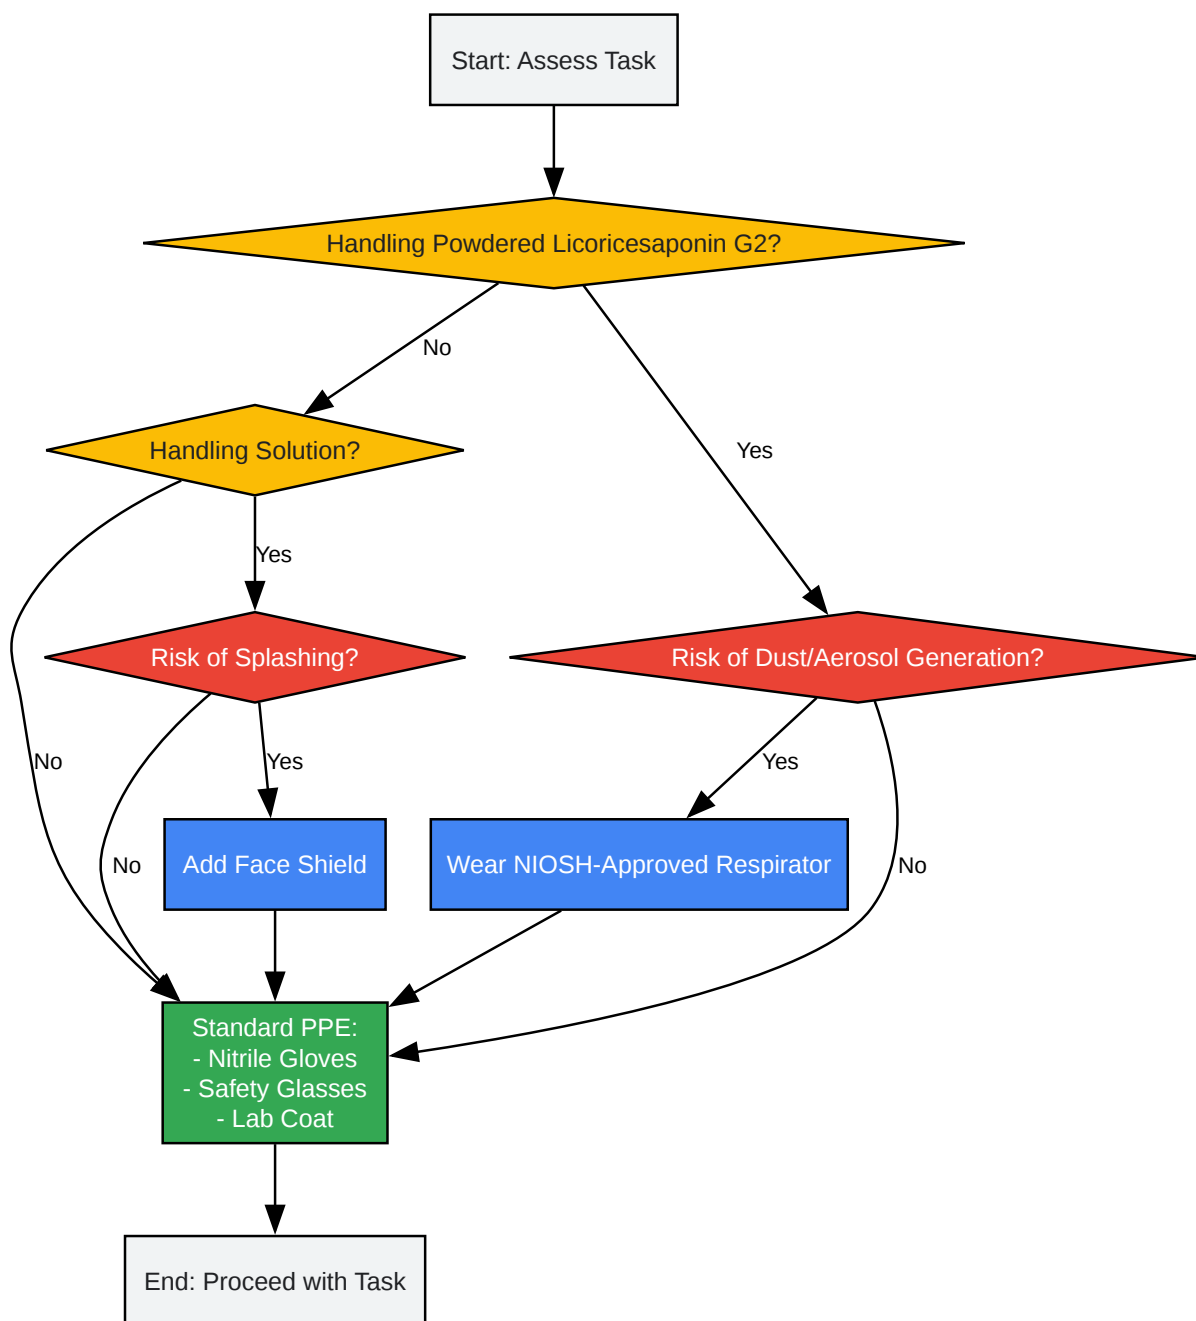 Start: Assess Task
Handling Powdered Licoricesaponin G2?
No
Yes
Handling Solution?
Yes
Risk of Splashing?
Risk of Dust/Aerosol Generation?
No
Yes
Yes
No
Add Face Shield
Wear NIOSH-Approved Respirator
No
Standard PPE:
- Nitrile Gloves
- Safety Glasses
- Lab Coat
End: Proceed with Task